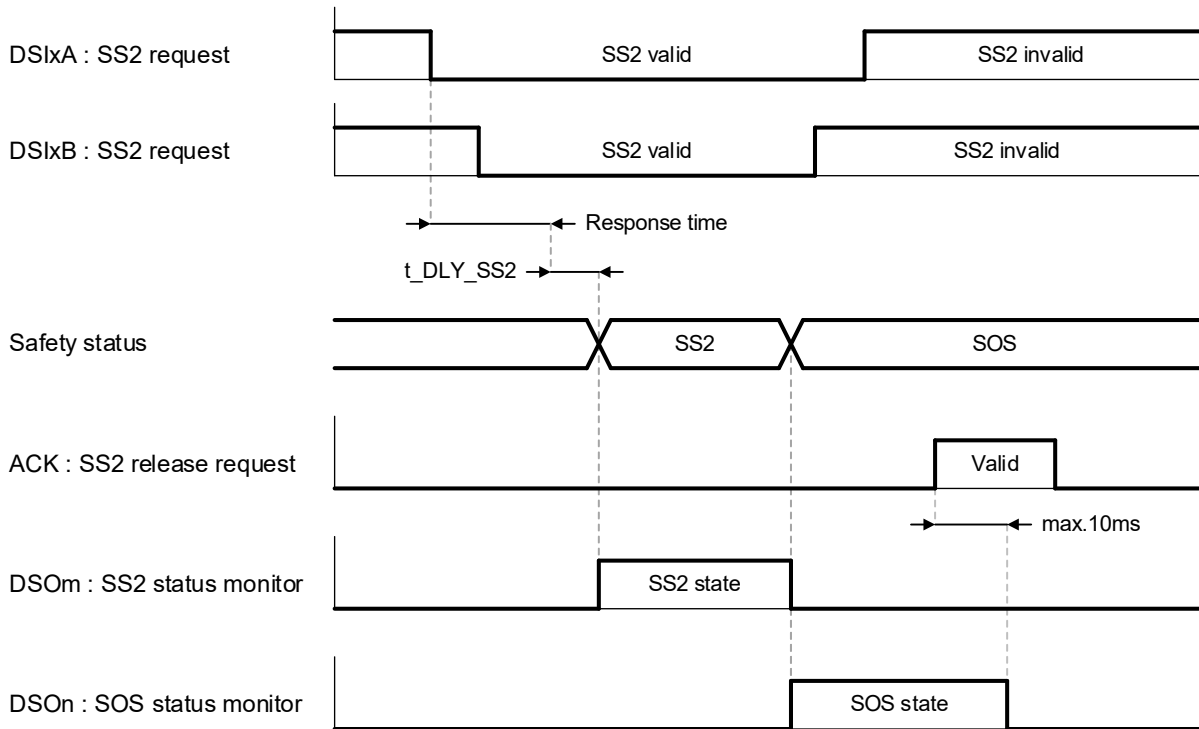 DSIxA : SS2 request
SS2 valid
SS2 invalid
DSIxB : SS2 request
SS2 valid
SS2 invalid
Response time
t_DLY_SS2
Safety status
SS2
SOS
ACK : SS2 release request
Valid
max.10ms
DSOm : SS2 status monitor
SS2 state
DSOn : SOS status monitor
SOS state